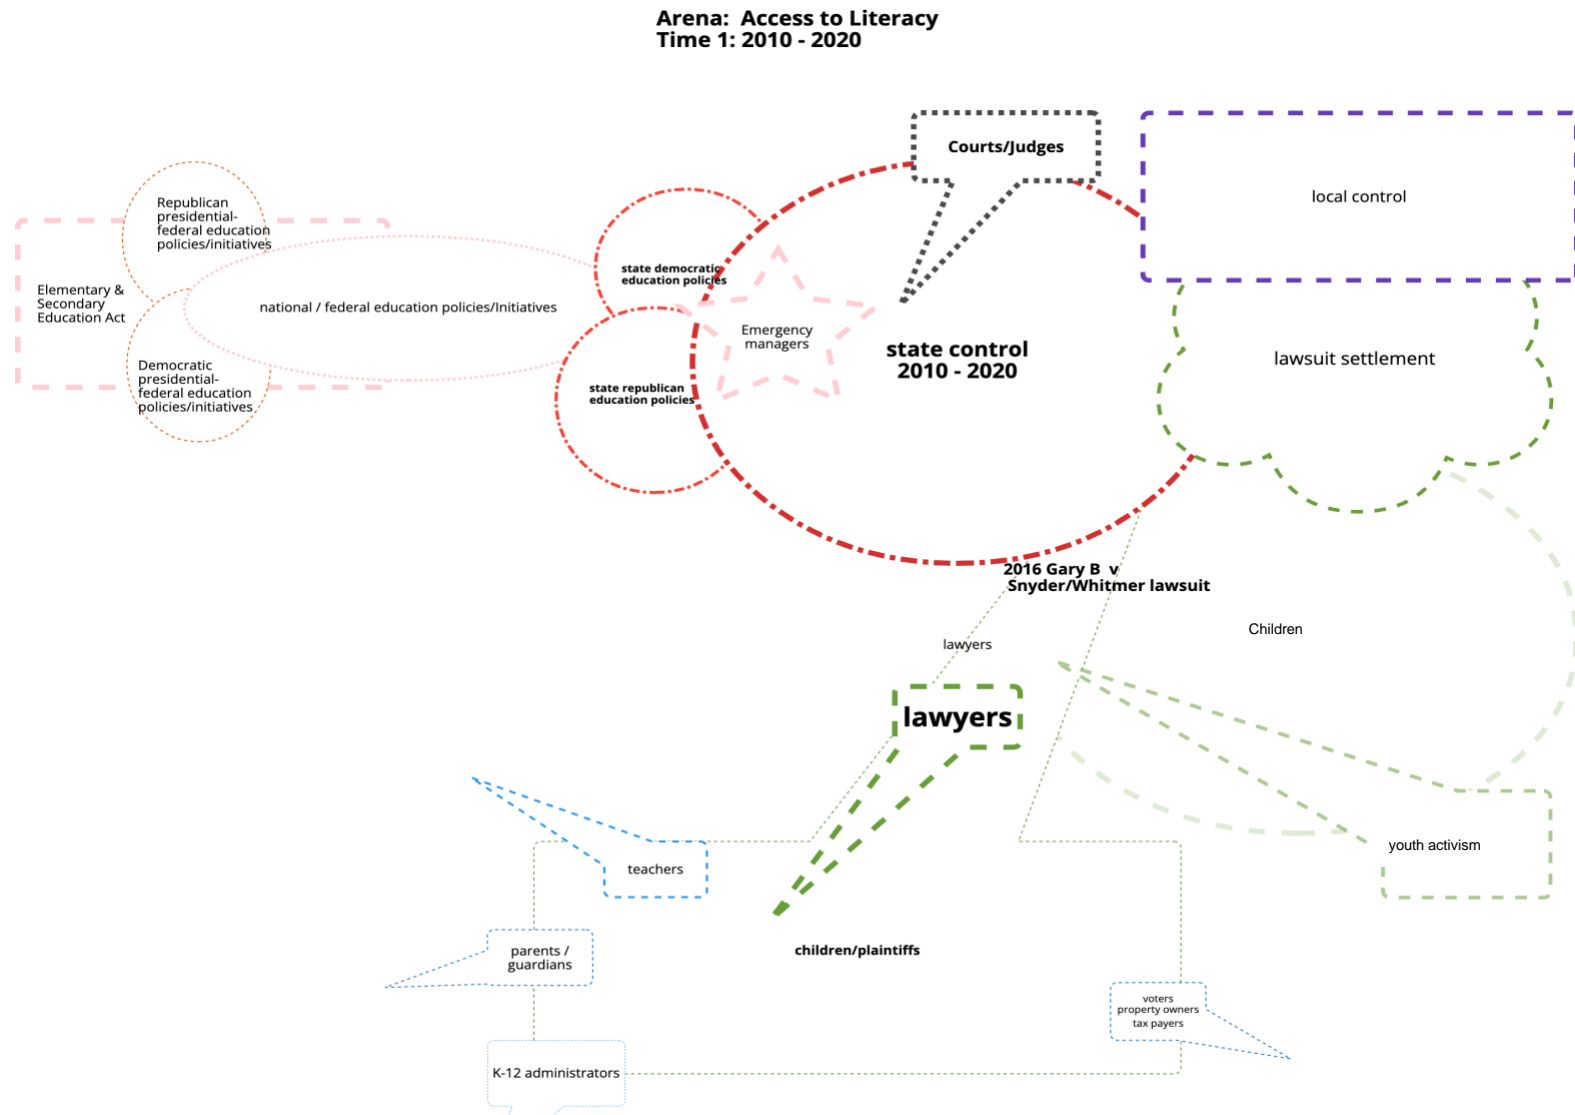 Arena:  Access to Literacy
Time 1: 2010 - 2020
Courts/Judges
local control
Republican
presidential-
federal education
policies/initiatives
Elementary &
Secondary
Education Act
national / federal education policies/Initiatives
Democratic
presidential-
federal education
policies/initiatives
state democratic
education policies
state republican
education policies
Emergency
managers
state control
2010 - 2020
lawsuit settlement
2016 Gary B  v
Snyder/Whitmer lawsuit
lawyers
Children
lawyers
youth activism
teachers
parents /
guardians
children/plaintiffs
voters
property owners
tax payers
K-12 administrators